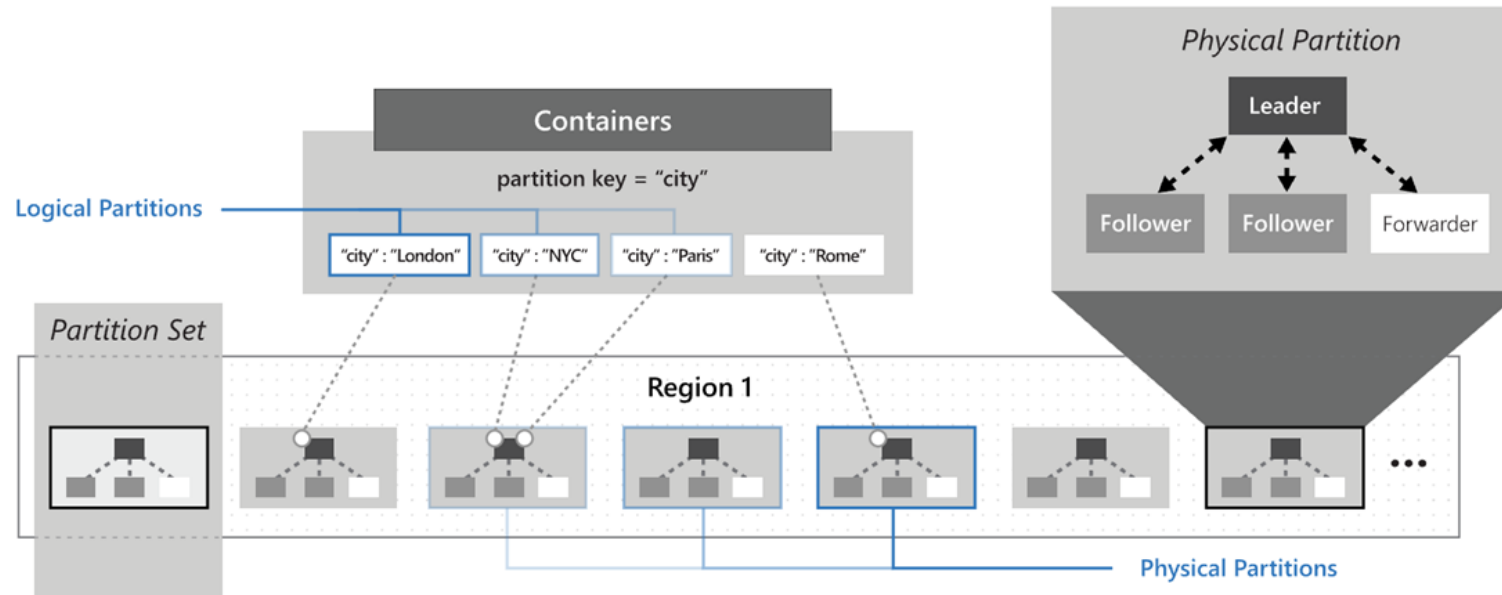 Physical Partition
Leader
Follower
Follower
Forwarder
Containers
partition key = “city”
Logical Partitions
“city” : ”London”
“city” : ”NYC”
“city” : ”Paris”
“city” : ”Rome”
Partition Set
Region 1
•••
Physical Partitions